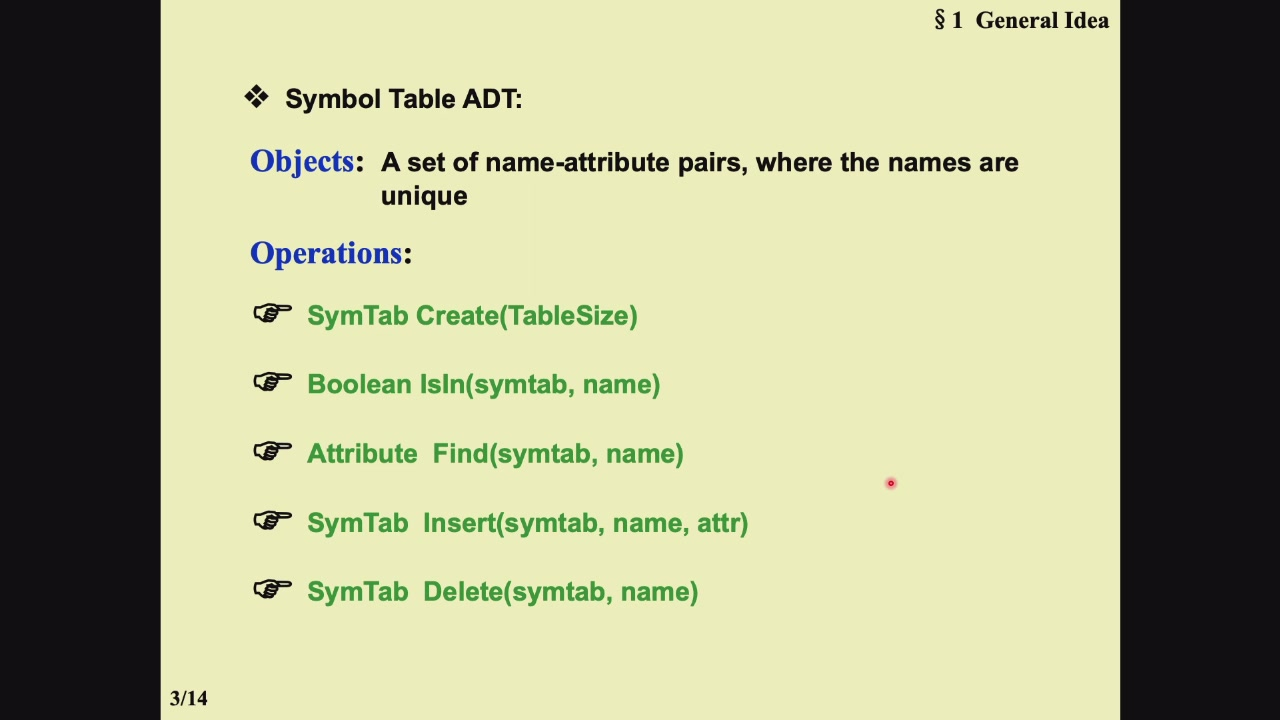 § 1 General Idea
❖ Symbol Table ADT:
Objects: A set of name-attribute pairs, where the names are
unique
Operations:
☞ SymTab Create(TableSize)
☞ Boolean IsIn(symtab, name)
☞ Attribute Find(symtab, name)
☞ SymTab Insert(symtab, name, attr)
☞ SymTab Delete(symtab, name)
3/14